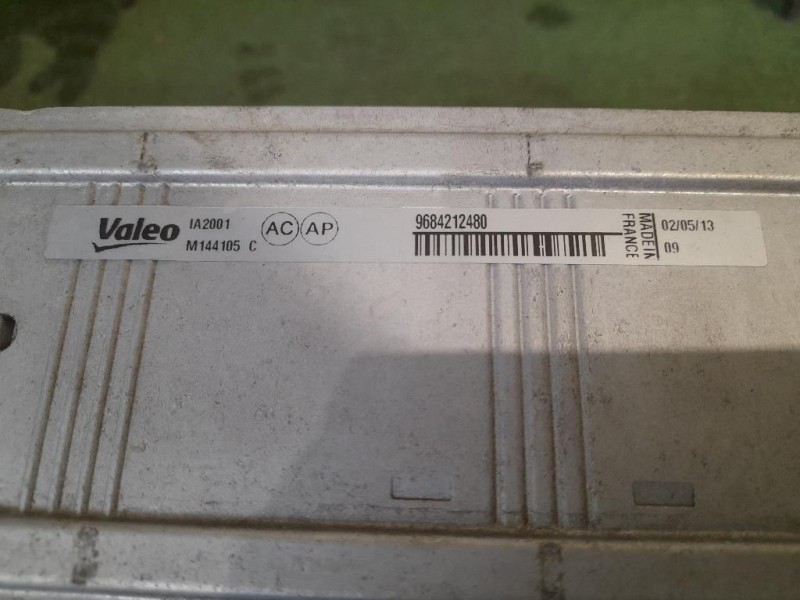 Valeo
IA2001
M144105 C
AC AP
9684212480
MADE IN
FRANCE
02/05/13
09